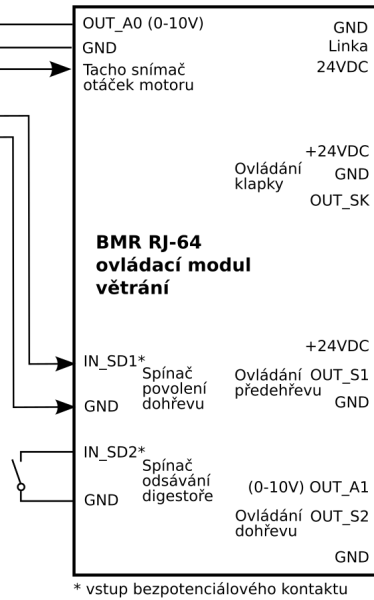 OUT_A0 (0-10V)
GND
GND
Linka
Tacho snímač
otáček motoru
24VDC
+24VDC
Ovládání
klapky
GND
OUT_SK
BMR RJ-64
ovládací modul
větrání
+24VDC
IN_SD1*
Spínač
povolení
dohřevu
GND
Ovládání OUT_S1
předehřevu
GND
IN_SD2*
Spínač
odsávání
digestoře
GND
(0-10V) OUT_A1
Ovládání OUT_S2
dohřevu
GND
* vstup bezpotenciálového kontaktu